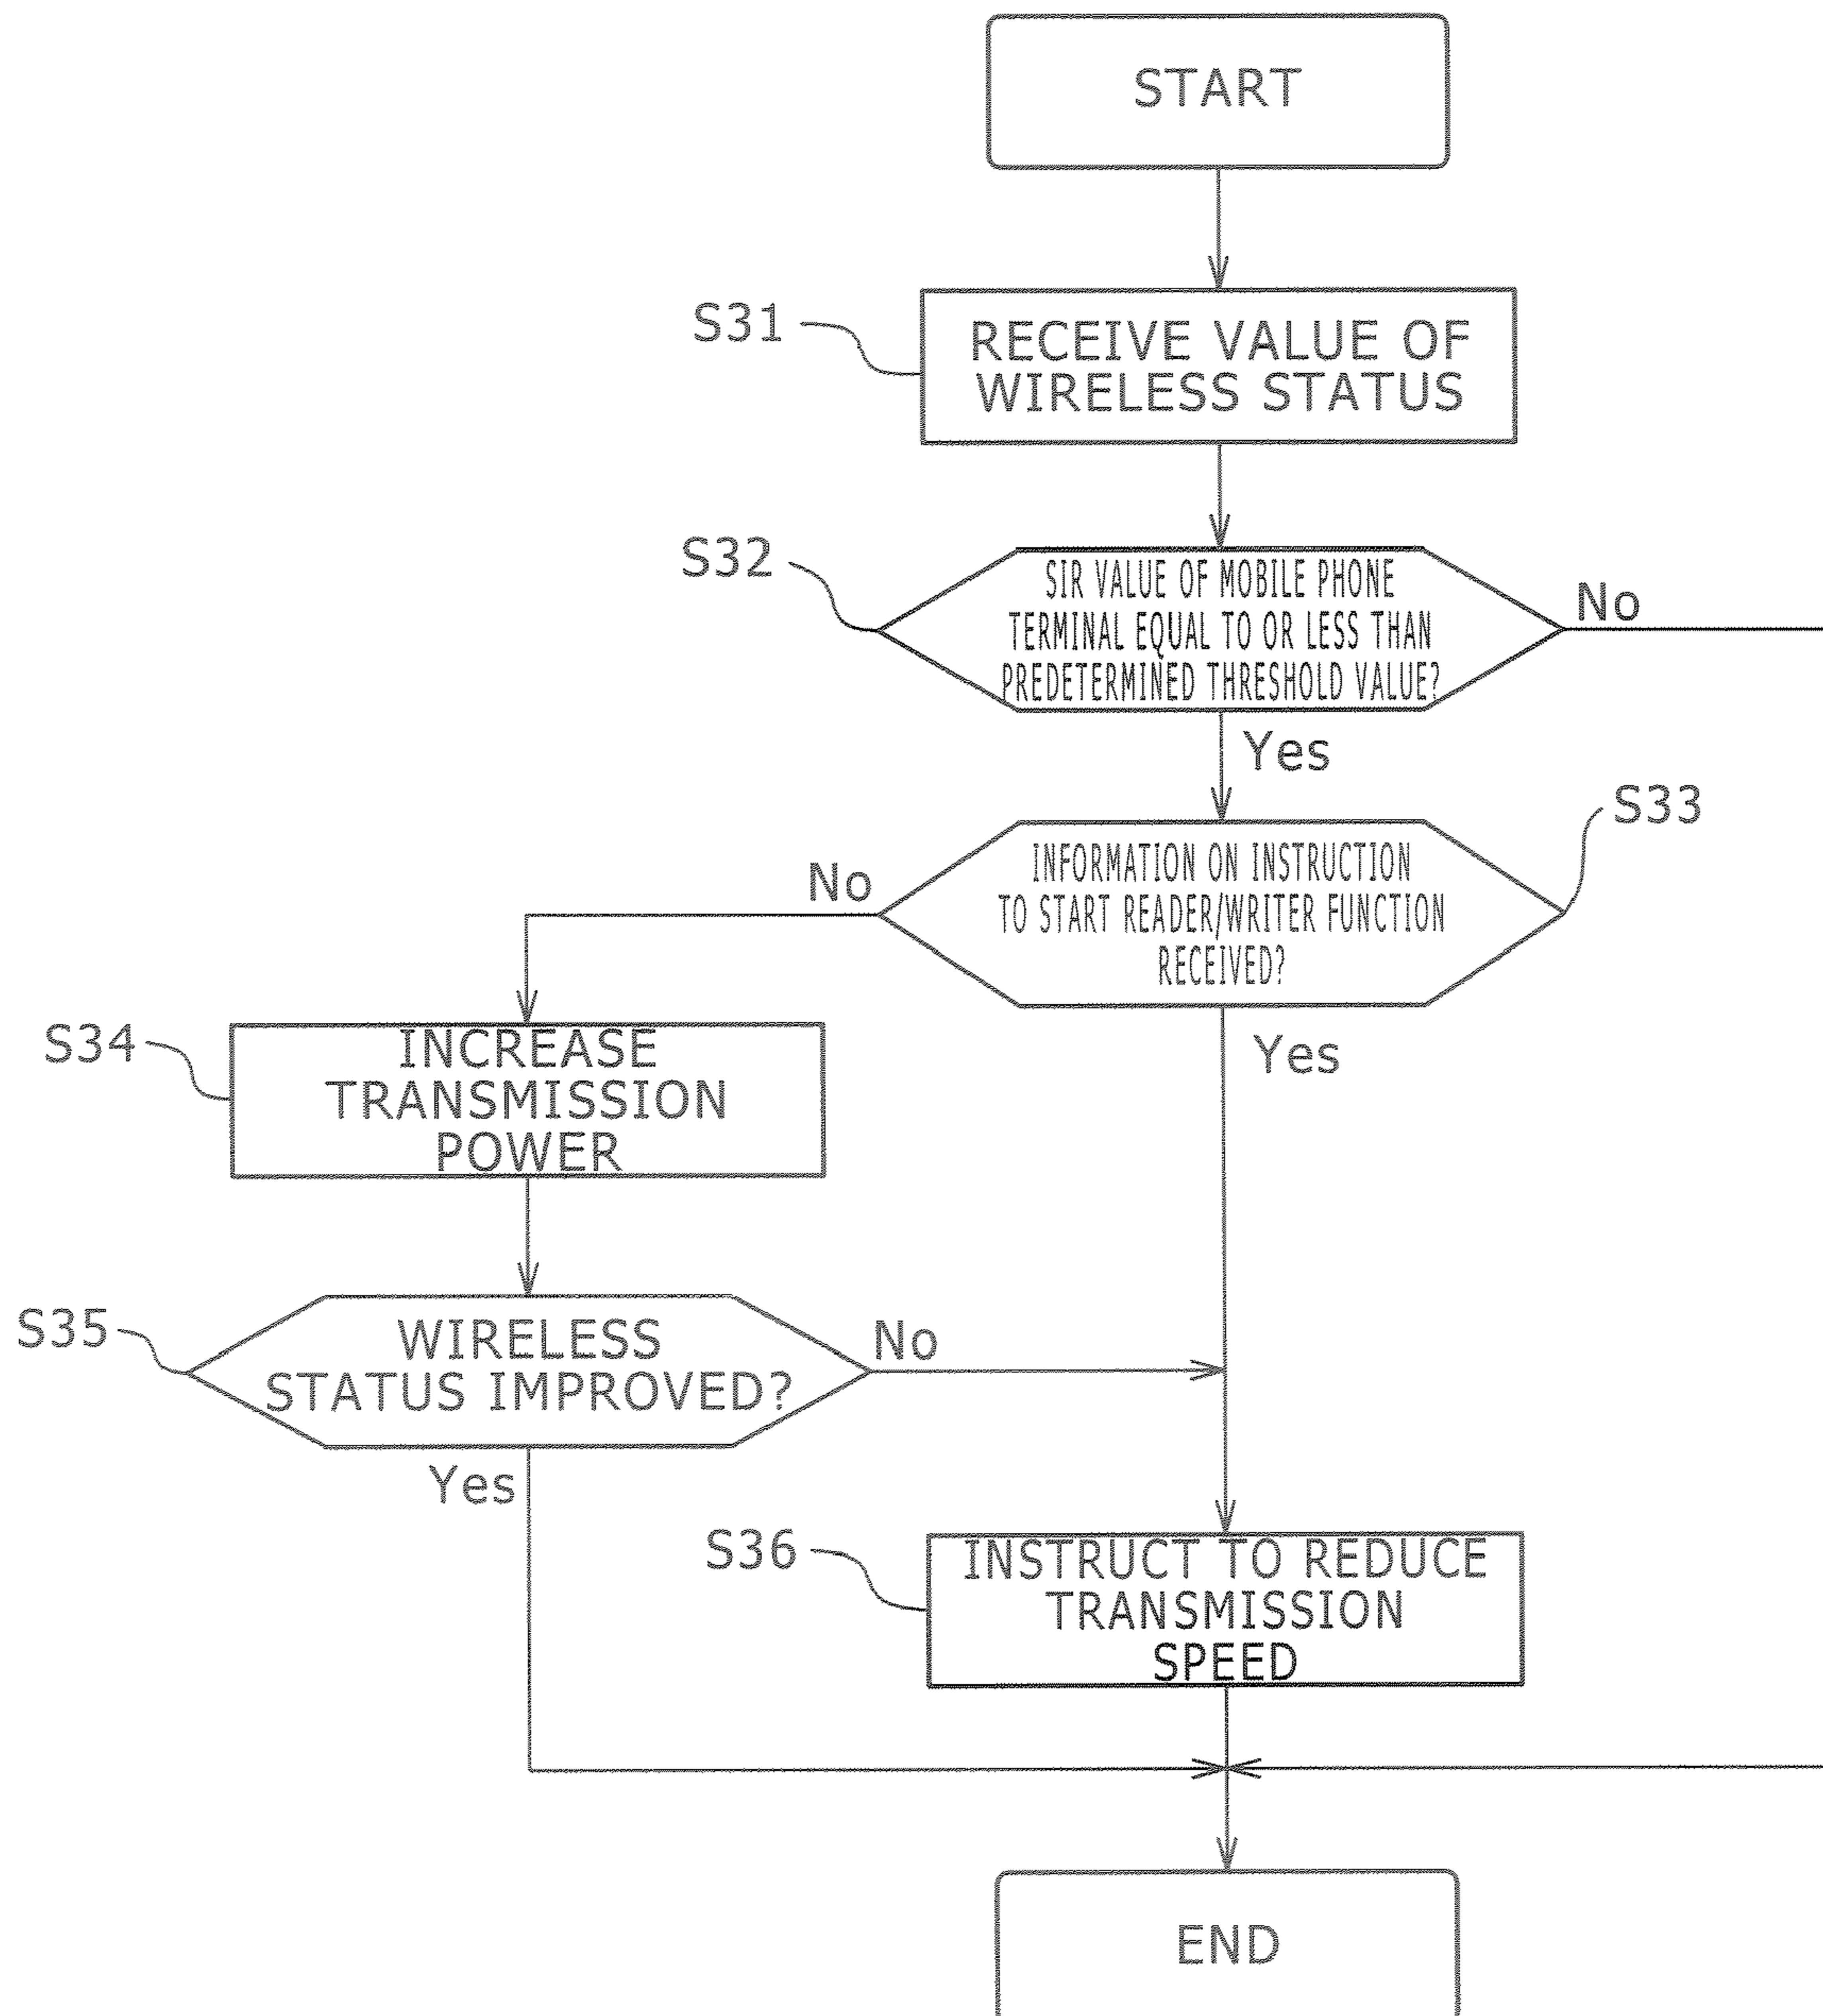 START
S31
RECEIVE VALUE OF
WIRELESS STATUS
S32
SIR VALUE OF MOBILE PHONE
TERMINAL EQUAL TO OR LESS THAN
PREDETERMINED THRESHOLD VALUE?
No
Yes
S33
INFORMATION ON INSTRUCTION
TO START READER/WRITER FUNCTION
RECEIVED?
No
Yes
S34
INCREASE
TRANSMISSION
POWER
S35
WIRELESS
STATUS IMPROVED?
No
Yes
S36
INSTRUCT TO REDUCE
TRANSMISSION
SPEED
END